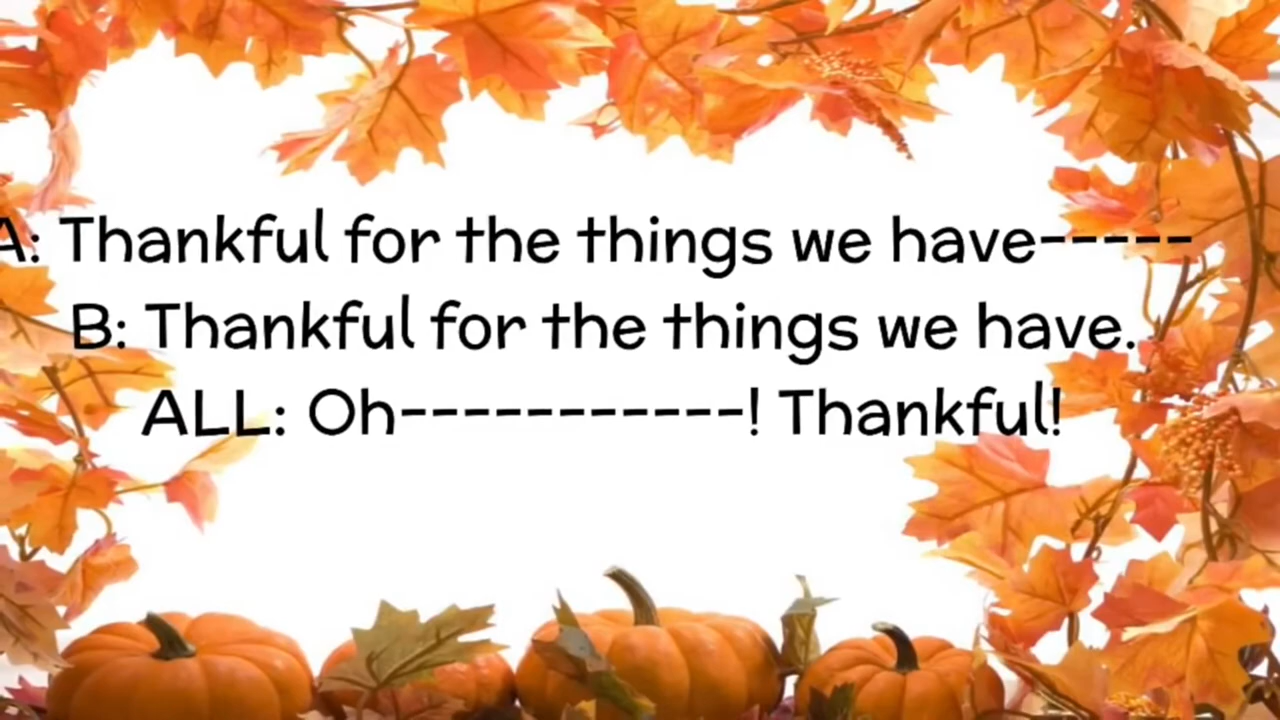 A: Thankful for the things we have-----
B: Thankful for the things we have.
ALL: Oh-----------! Thankful!